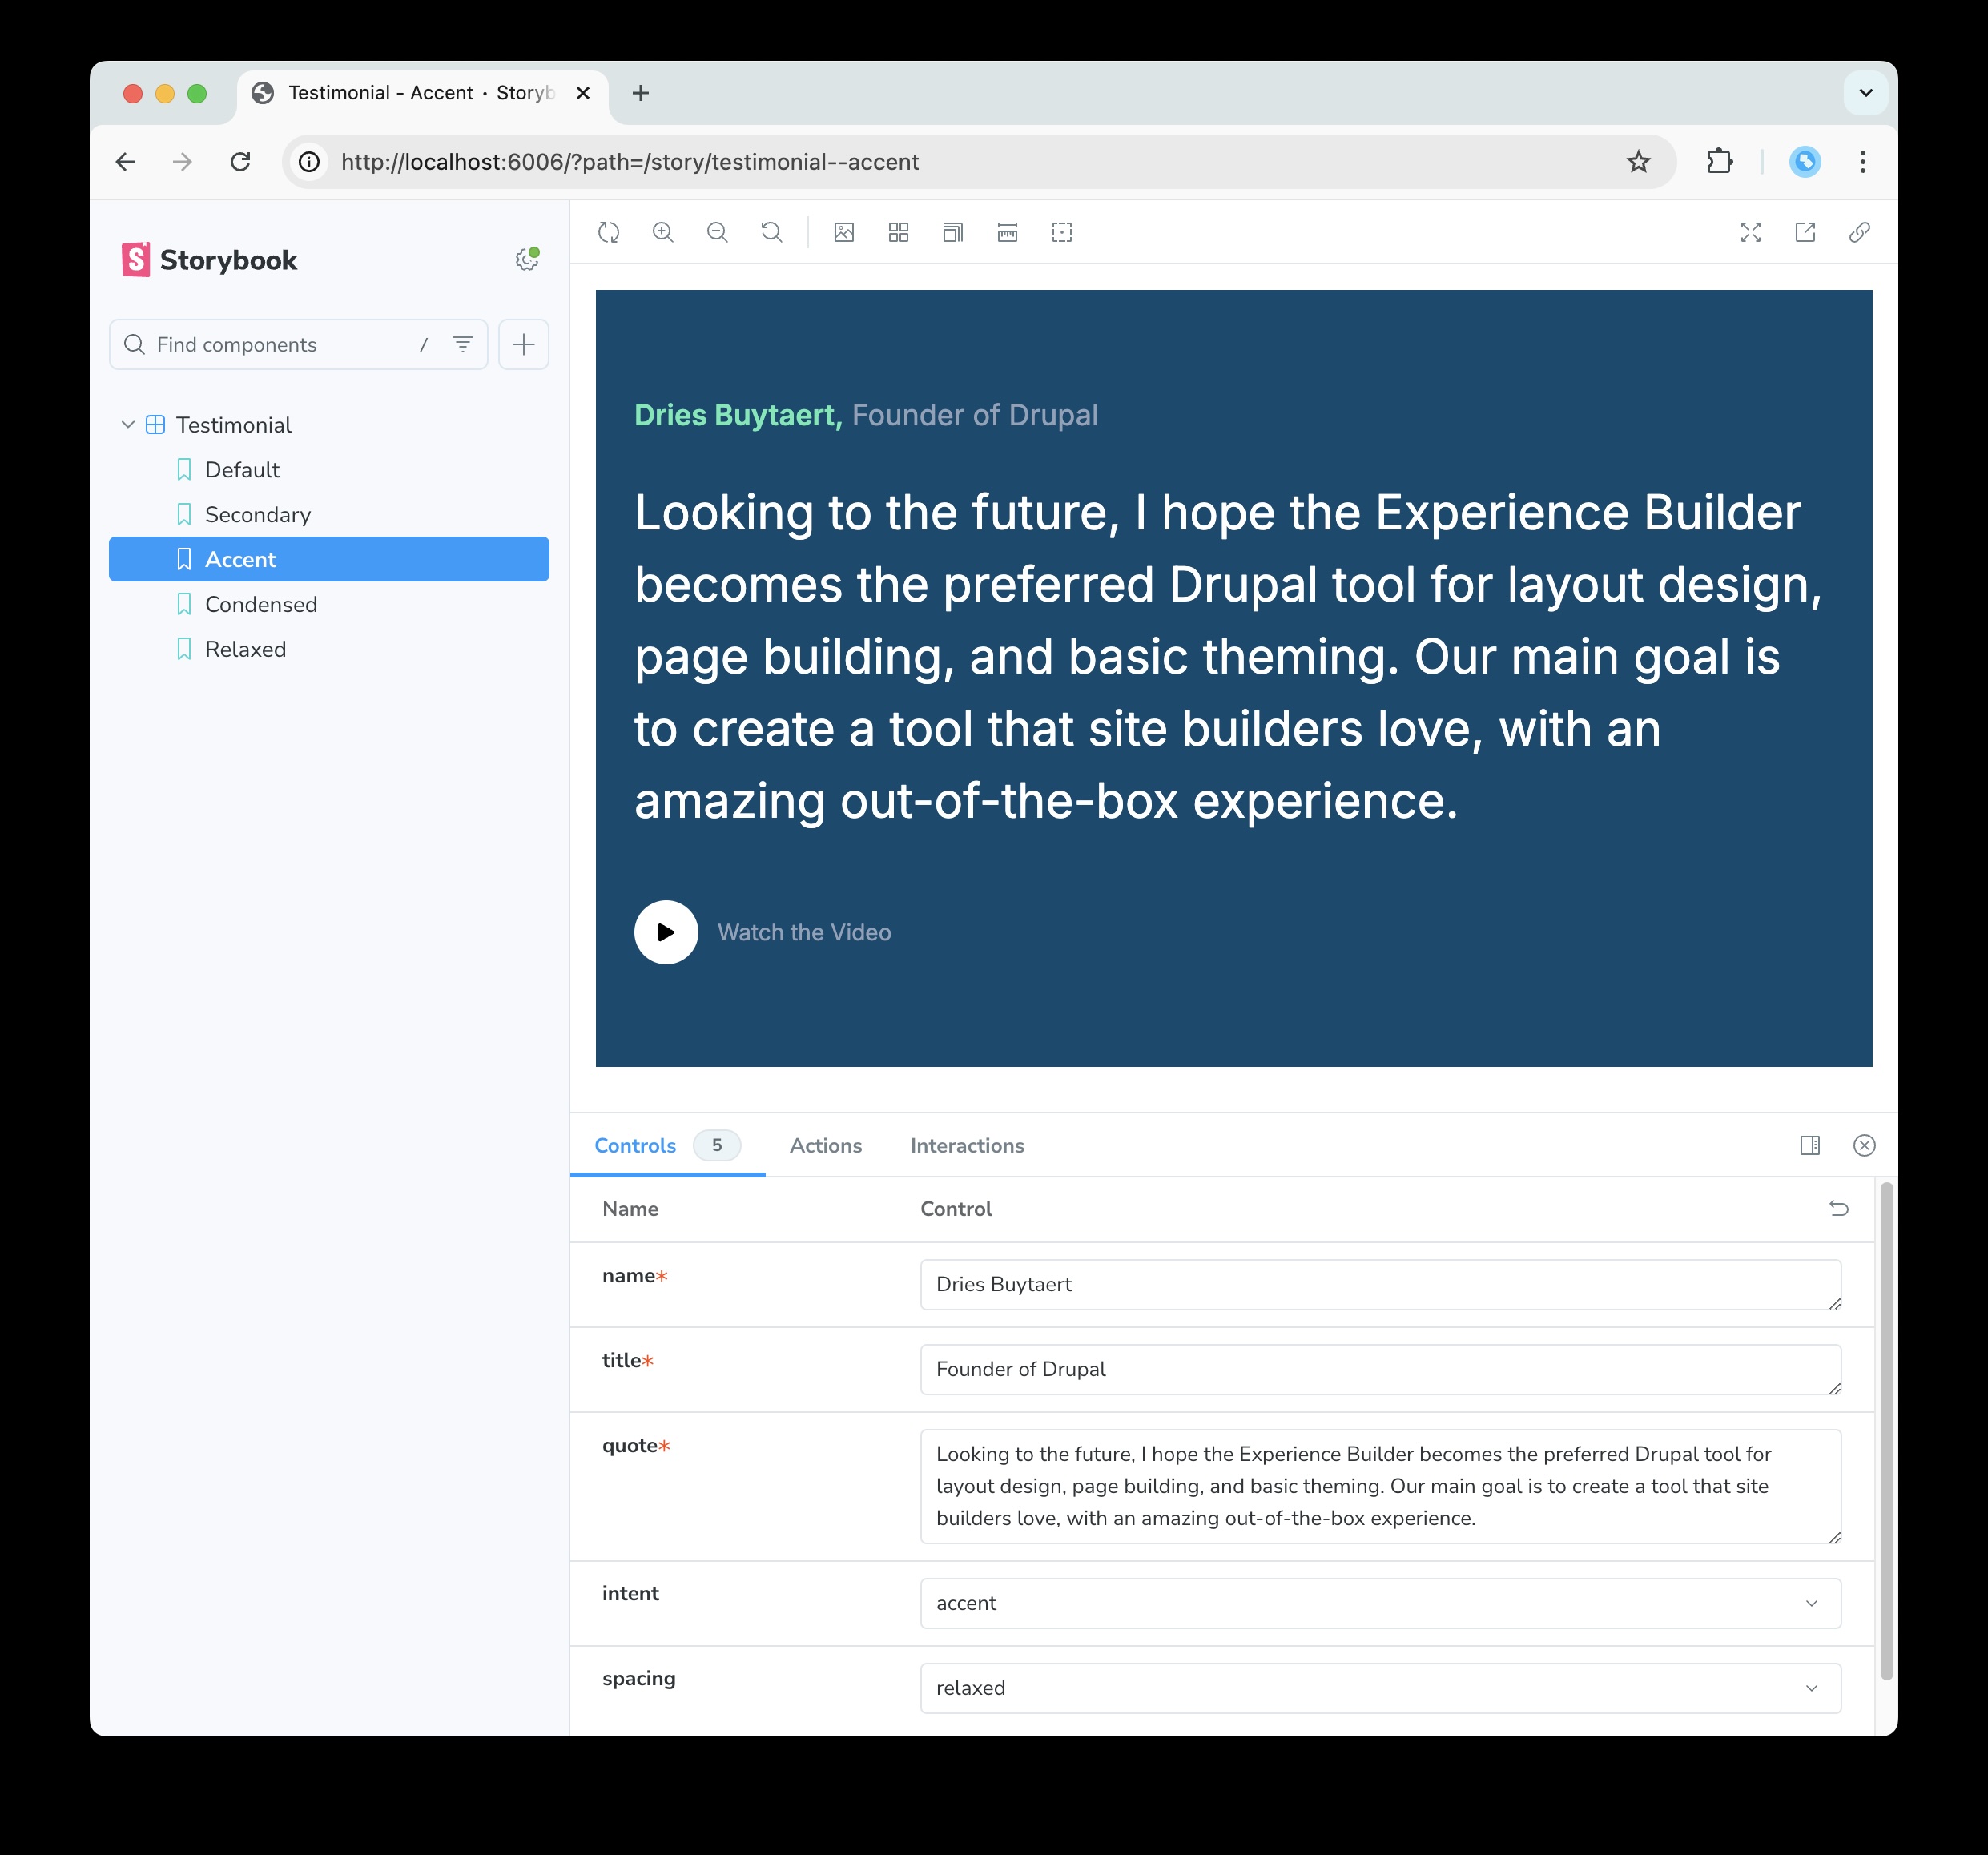 Testimonial - Accent · Storyb
http://localhost:6006/?path=/story/testimonial--accent
Storybook
Find components /
Testimonial
Default
Secondary
Accent
Condensed
Relaxed
Dries Buytaert, Founder of Drupal
Looking to the future, I hope the Experience Builder
becomes the preferred Drupal tool for layout design,
page building, and basic theming. Our main goal is
to create a tool that site builders love, with an
amazing out-of-the-box experience.
Watch the Video
Controls 5 Actions Interactions
Name Control
name* Dries Buytaert
title* Founder of Drupal
quote* Looking to the future, I hope the Experience Builder becomes the preferred Drupal tool for
layout design, page building, and basic theming. Our main goal is to create a tool that site
builders love, with an amazing out-of-the-box experience.
intent accent
spacing relaxed